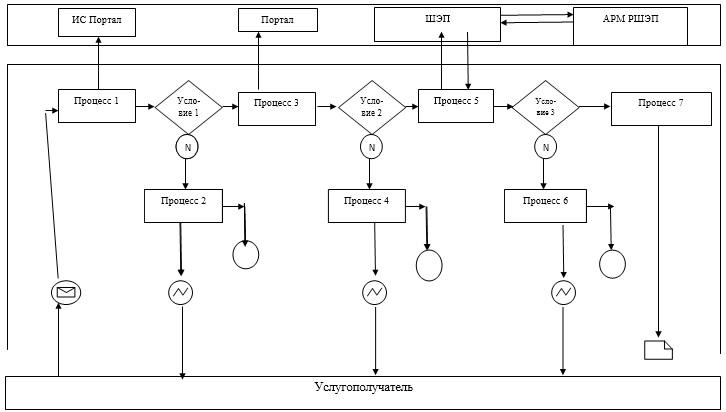 ИС Портал
Портал
ШЭП
АРМ РШЭП
Процесс 1
Усло-
вие 1
Процесс 3
Усло-
вие 2
Процесс 5
Усло-
вие 3
Процесс 7
N
N
N
Процесс 2
Процесс 4
Процесс 6
Услугополучатель